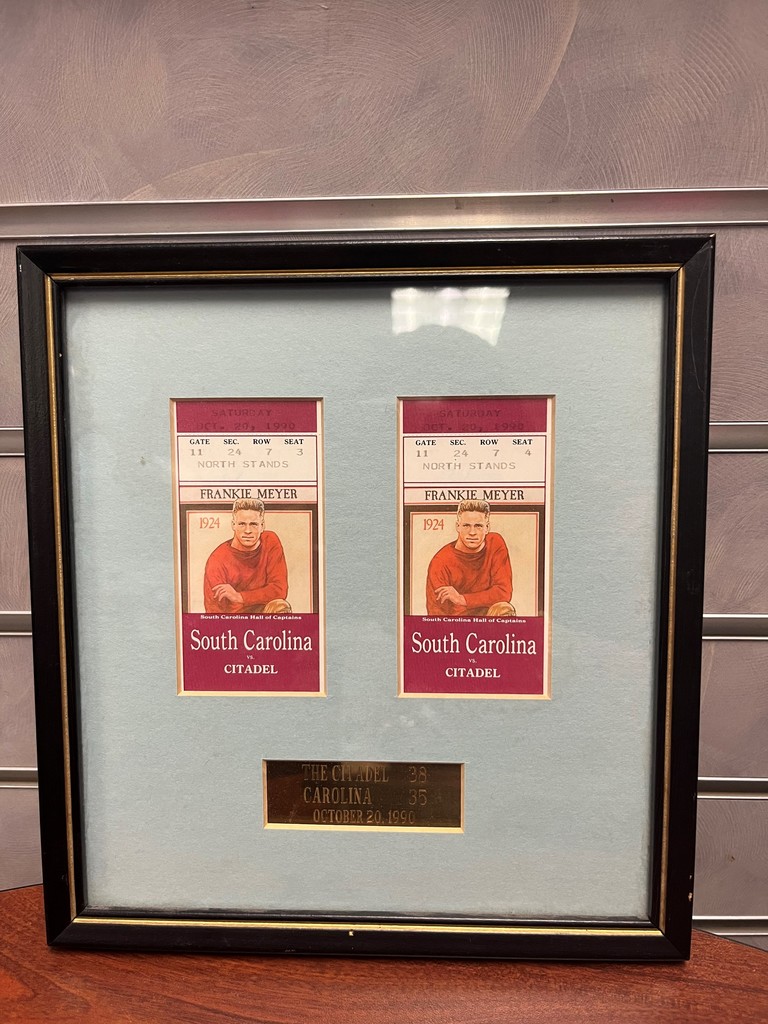 SATURDAY
OCT. 20, 1990
GATE SEC. ROW SEAT
11 24 7 3
NORTH STANDS
FRANKIE MEYER
1924
South Carolina Hall of Captains
South Carolina
vs.
CITADEL
SATURDAY
OCT. 20, 1990
GATE SEC. ROW SEAT
11 24 7 4
NORTH STANDS
FRANKIE MEYER
1924
South Carolina Hall of Captains
South Carolina
vs.
CITADEL
THE CITADEL 38
CAROLINA 35
OCTOBER 20, 1990